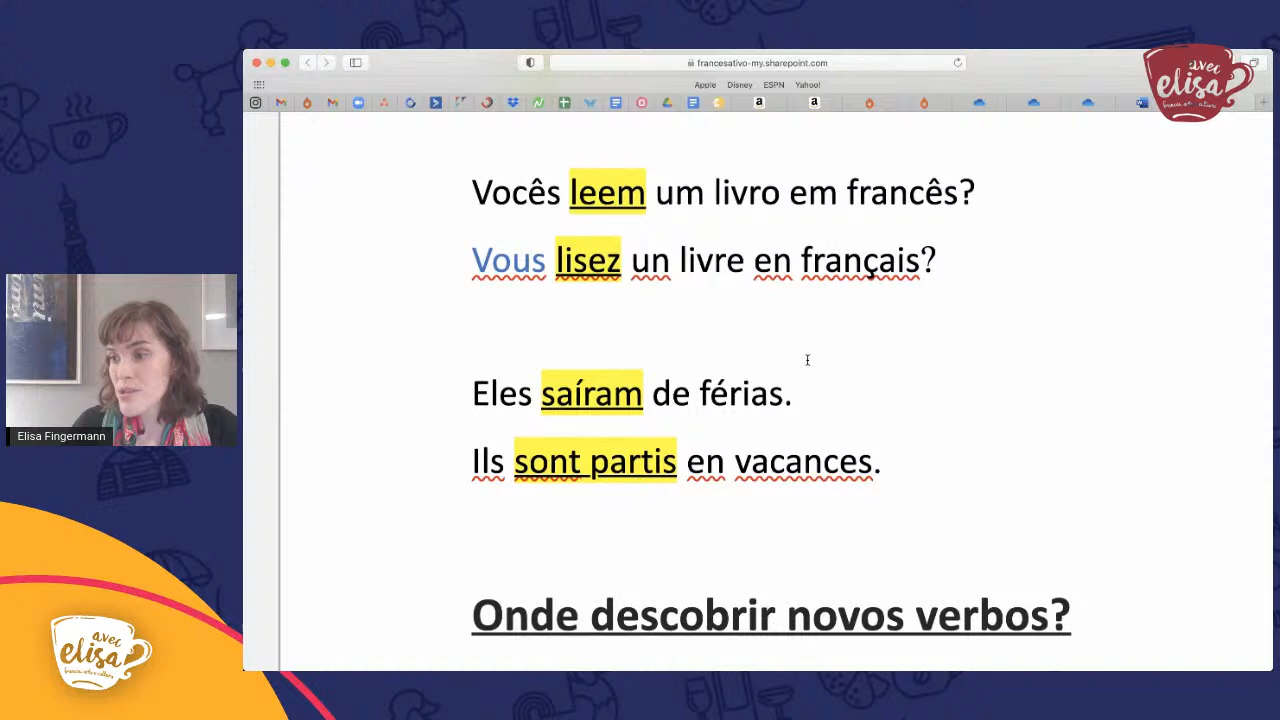 francesativo-my.sharepoint.com
Apple Disney ESPN Yahoo!
avec
elisa
Vocês leem um livro em francês?
Vous lisez un livre en français?
Eles saíram de férias.
Ils sont partis en vacances.
Elisa Fingermann
Onde descobrir novos verbos?
avec
elisa